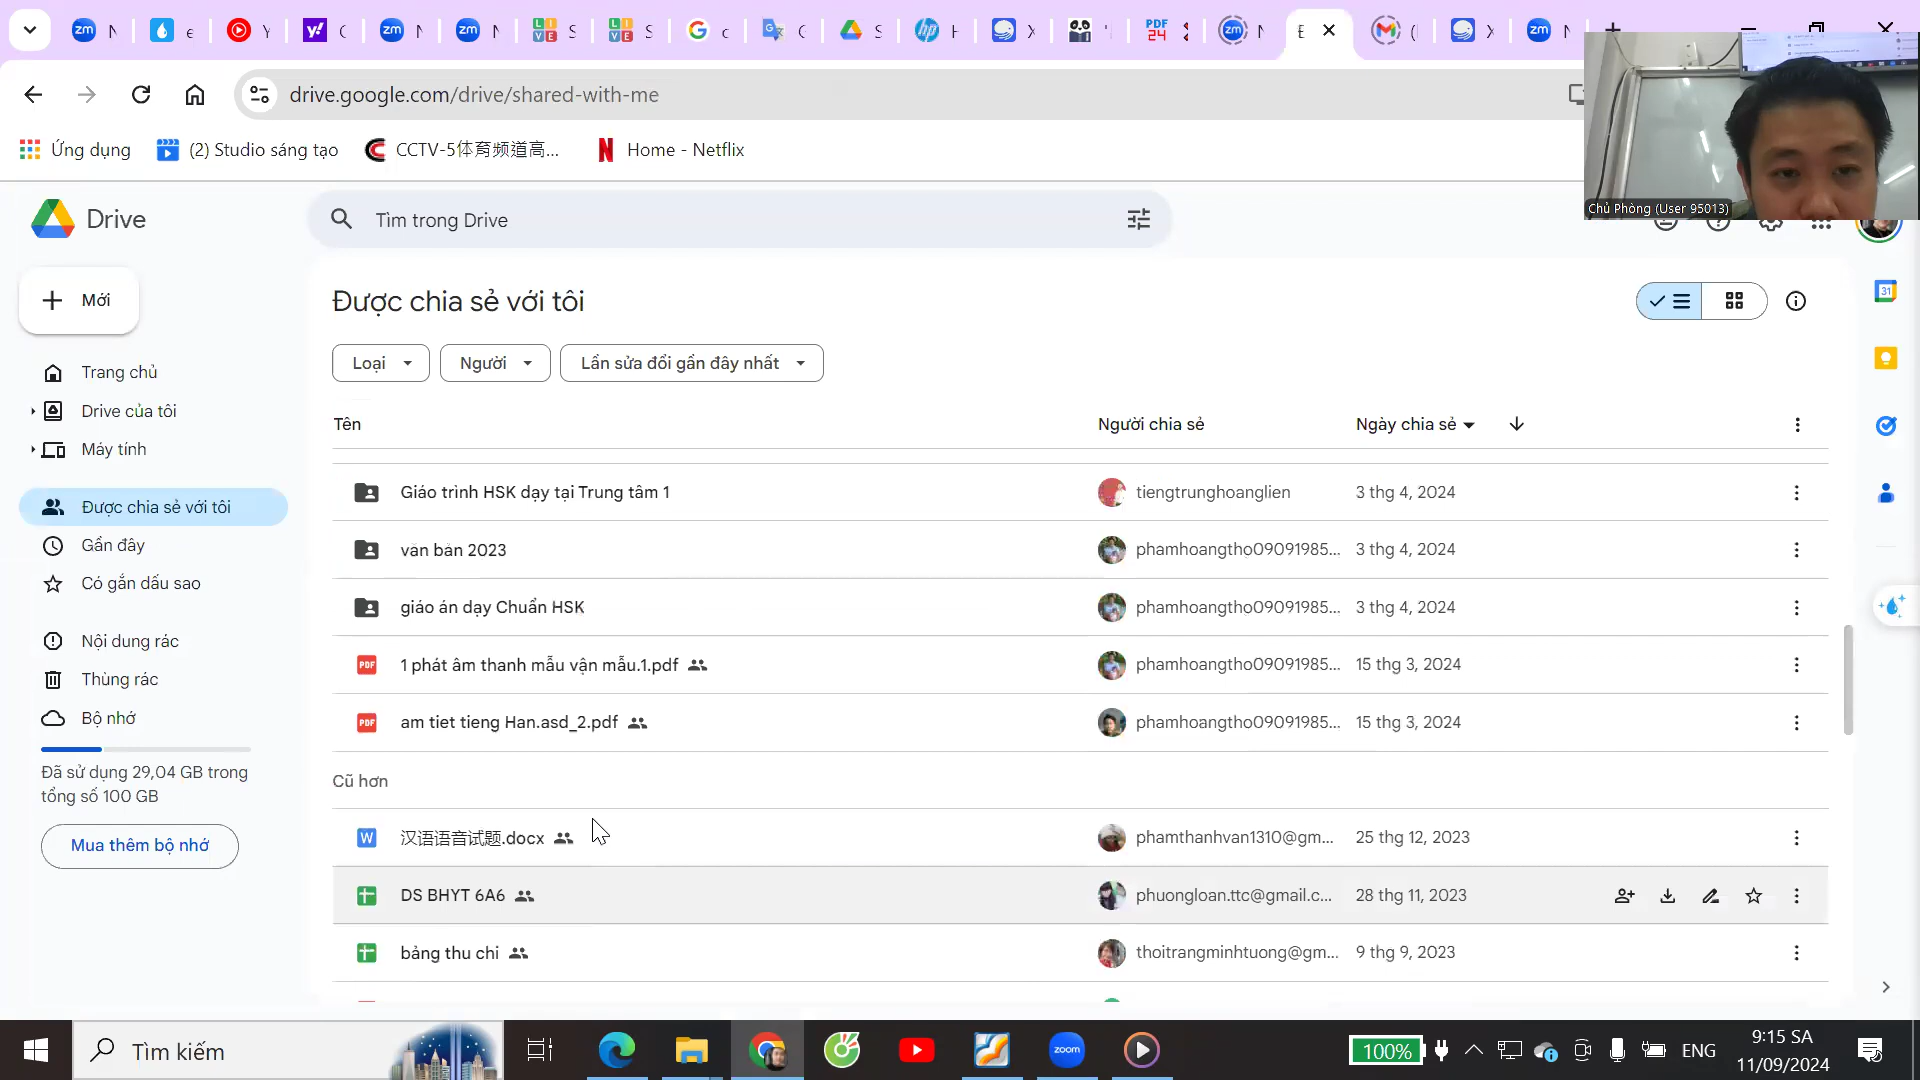 drive.google.com/drive/shared-with-me
Ứng dụng
(2) Studio sáng tạo
CCTV-5体育频道高...
Home - Netflix
Chủ Phòng (User 95013)
Drive
Tìm trong Drive
Mới
Được chia sẻ với tôi
Loại
Người
Lần sửa đổi gần đây nhất
Trang chủ
Drive của tôi
Máy tính
Được chia sẻ với tôi
Gần đây
Có gắn dấu sao
Nội dung rác
Thùng rác
Bộ nhớ
Đã sử dụng 29,04 GB trong
tổng số 100 GB
Mua thêm bộ nhớ
Tên Người chia sẻ Ngày chia sẻ
Giáo trình HSK dạy tại Trung tâm 1 tiengtrunghoanglien 3 thg 4, 2024
văn bản 2023 phamhoangtho09091985... 3 thg 4, 2024
giáo án dạy Chuẩn HSK phamhoangtho09091985... 3 thg 4, 2024
PDF 1 phát âm thanh mẫu vận mẫu.1.pdf phamhoangtho09091985... 15 thg 3, 2024
PDF am tiet tieng Han.asd_2.pdf phamhoangtho09091985... 15 thg 3, 2024
Cũ hơn
W 汉语语音试题.docx phamthanhvan1310@gm... 25 thg 12, 2023
DS BHYT 6A6 phuongloan.ttc@gmail.c... 28 thg 11, 2023
bảng thu chi thoitrangminhtuong@gm... 9 thg 9, 2023
Tìm kiếm
zoom
100%
ENG
9:15 SA
11/09/2024